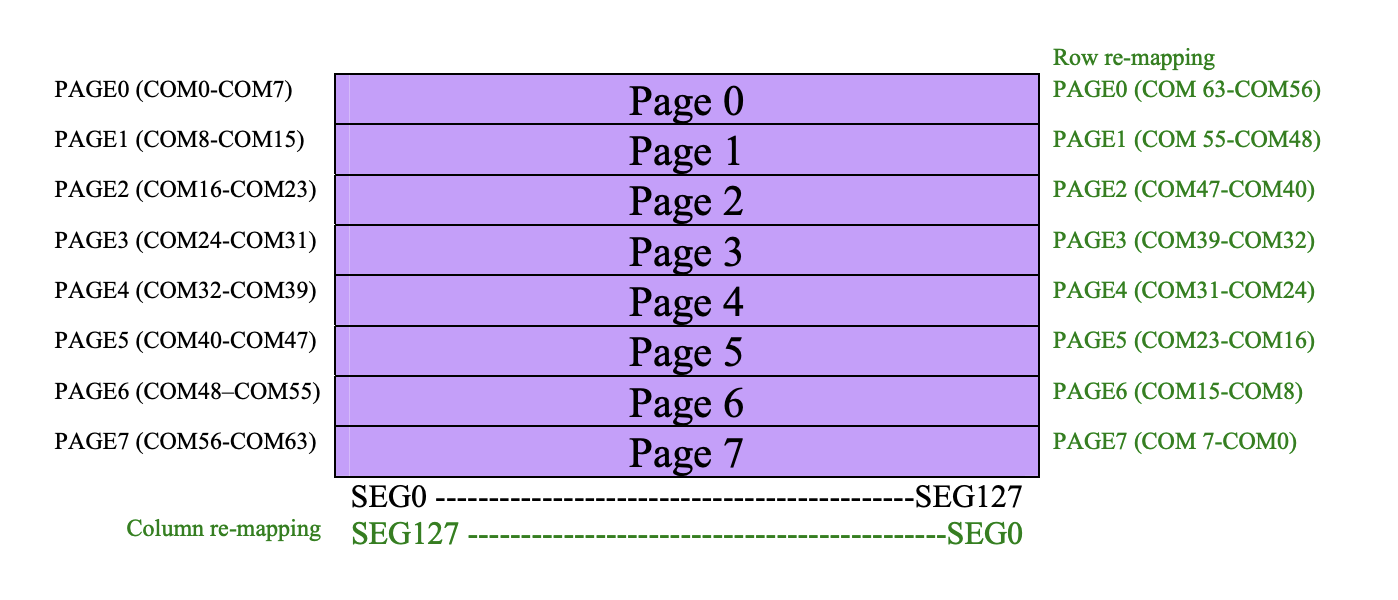 Row re-mapping
PAGE0 (COM0-COM7) Page 0 PAGE0 (COM 63-COM56)
PAGE1 (COM8-COM15) Page 1 PAGE1 (COM 55-COM48)
PAGE2 (COM16-COM23) Page 2 PAGE2 (COM47-COM40)
PAGE3 (COM24-COM31) Page 3 PAGE3 (COM39-COM32)
PAGE4 (COM32-COM39) Page 4 PAGE4 (COM31-COM24)
PAGE5 (COM40-COM47) Page 5 PAGE5 (COM23-COM16)
PAGE6 (COM48–COM55) Page 6 PAGE6 (COM15-COM8)
PAGE7 (COM56-COM63) Page 7 PAGE7 (COM 7-COM0)
SEG0 ---------------------------------------------SEG127
Column re-mapping SEG127 ---------------------------------------------SEG0